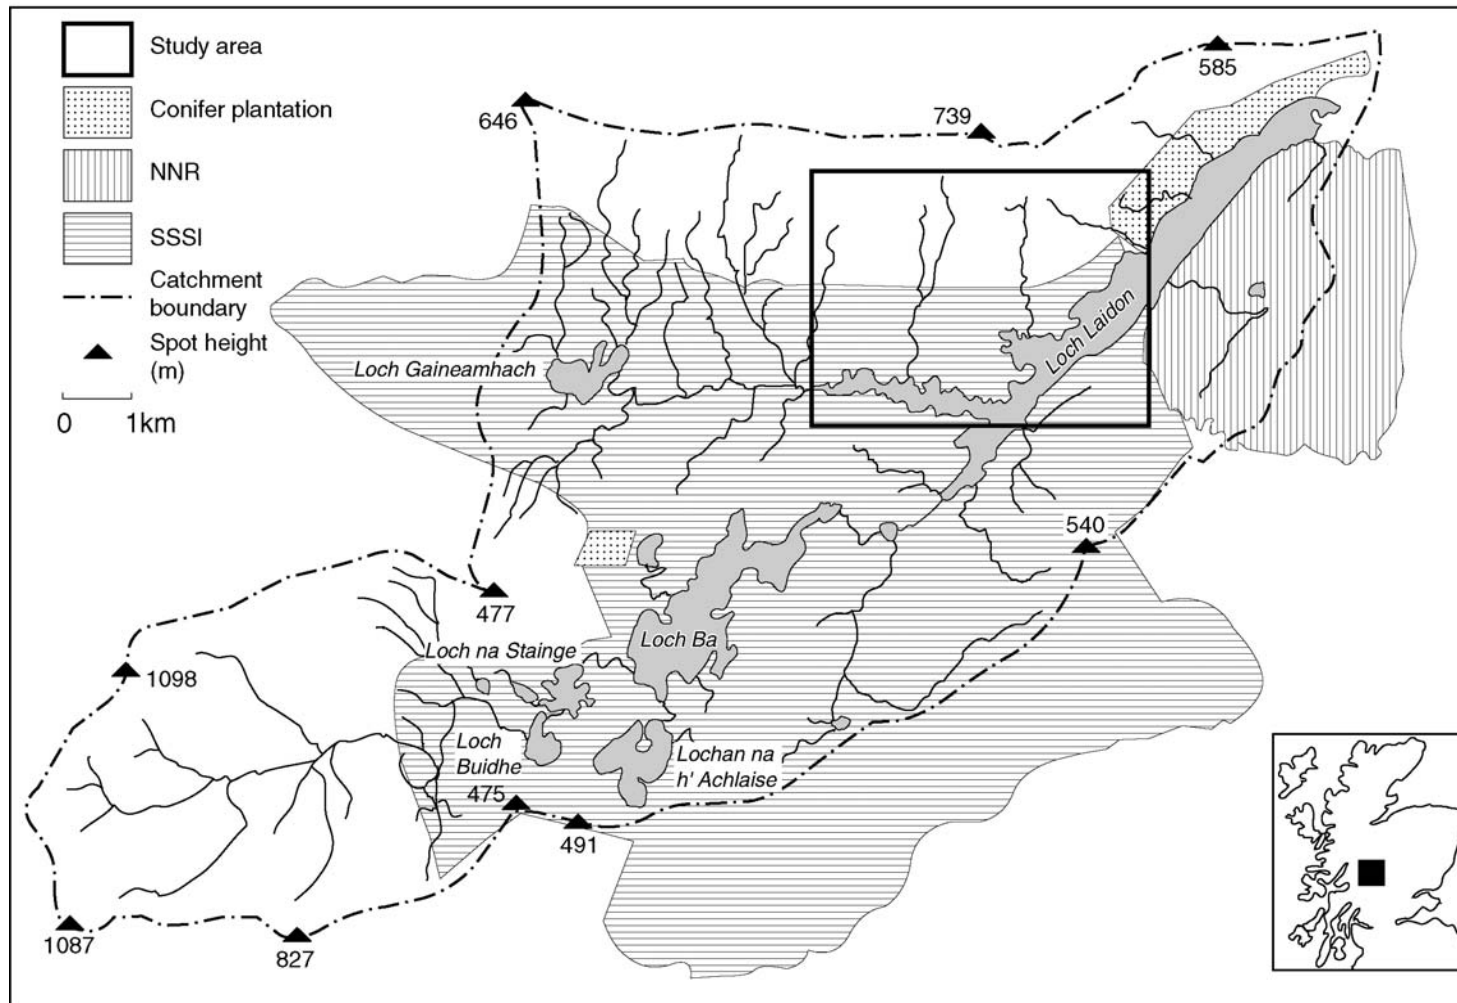 Study area
Conifer plantation
NNR
SSSI
Catchment
boundary
Spot height
(m)
0 1km
646
739
585
Loch Gaineamhach
Loch Laidon
540
477
Loch na Stainge
Loch Ba
1098
Loch
Buidhe
Lochan na
h' Achlaise
475
491
1087
827